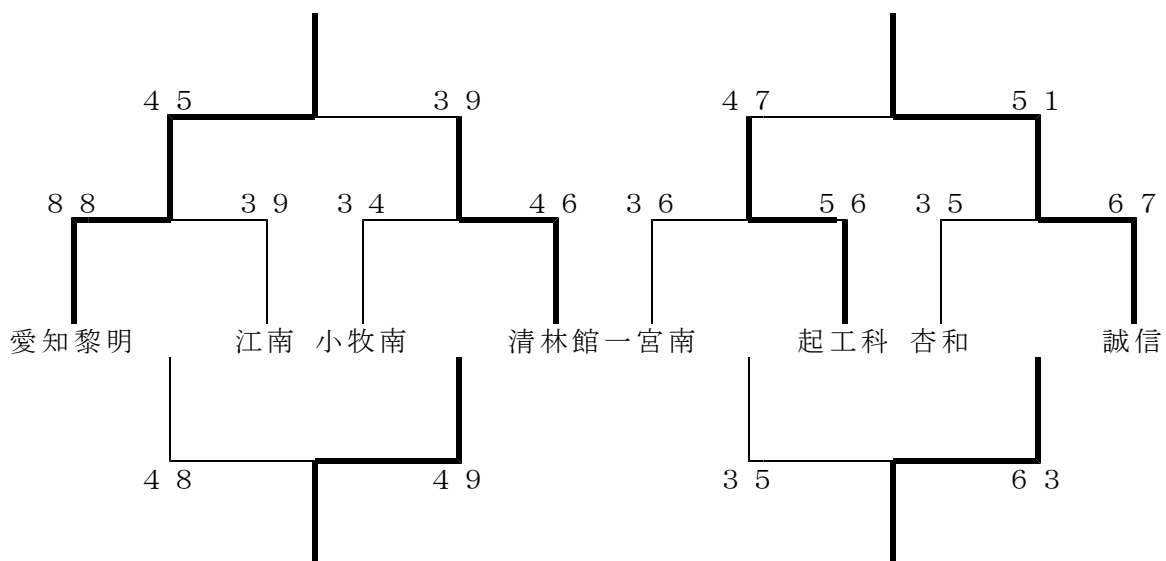 ４５ ３９ ４７ ５１
８８ ３９ ３４ ４６ ３６ ５６ ３５ ６７
愛知黎明 江南 小牧南 清林館 一宮南 起工科 杏和 誠信
４８ ４９ ３５ ６３